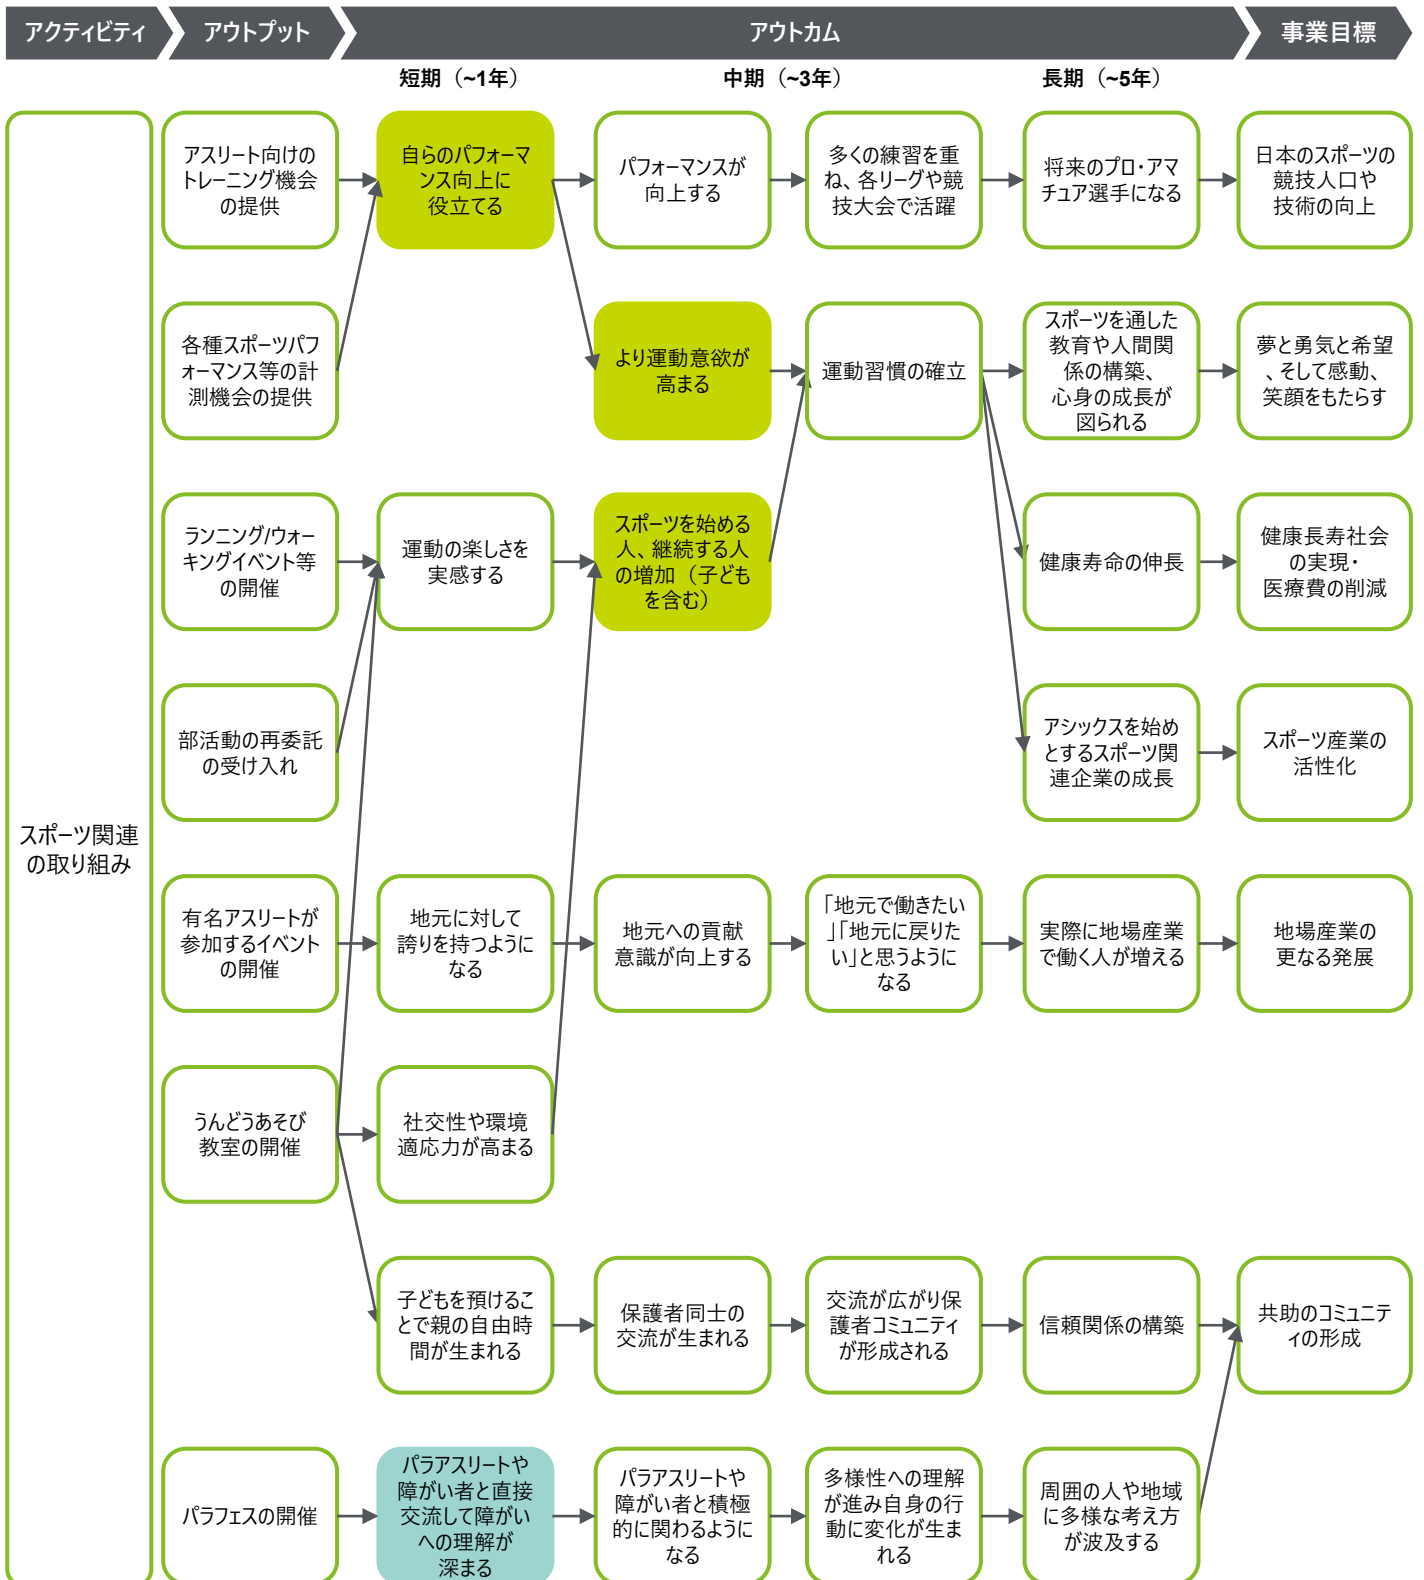 アクティビティ
アウトプット
アウトカム
事業目標
短期（~1年）
中期（~3年）
長期（~5年）
スポーツ関連
の取り組み
アスリート向けの
トレーニング機会
の提供
自らのパフォーマ
ンス向上に
役立てる
パフォーマンスが
向上する
多くの練習を重
ね、各リーグや競
技大会で活躍
将来のプロ・アマ
チュア選手になる
日本のスポーツの
競技人口や
技術の向上
各種スポーツパフ
ォーマンス等の計
測機会の提供
より運動意欲が
高まる
運動習慣の確立
スポーツを通した
教育や人間関
係の構築、
心身の成長が
図られる
夢と勇気と希望
、そして感動、
笑顔をもたらす
ランニング/ウォー
キングイベント等
の開催
運動の楽しさを
実感する
スポーツを始める
人、継続する人
の増加（子ども
を含む）
健康寿命の伸長
健康長寿社会
の実現・
医療費の削減
部活動の再委託
の受け入れ
アシックスを始め
とするスポーツ関
連企業の成長
スポーツ産業の
活性化
有名アスリートが
参加するイベント
の開催
地元に対して
誇りを持つように
なる
地元への貢献
意識が向上する
「地元で働きたい
」「地元に戻りた
い」と思うように
なる
実際に地場産業
で働く人が増える
地場産業の
更なる発展
うんどうあそび
教室の開催
社交性や環境
適応力が高まる
子どもを預けるこ
とで親の自由時
間が生まれる
保護者同士の
交流が生まれる
交流が広がり保
護者コミュニティ
が形成される
信頼関係の構築
共助のコミュニテ
ィの形成
パラフェスの開催
パラアスリートや
障がい者と直接
交流して障がい
への理解が
深まる
パラアスリートや
障がい者と積極
的に関わるように
なる
多様性への理解
が進み自身の行
動に変化が生ま
れる
周囲の人や地域
に多様な考え方
が波及する